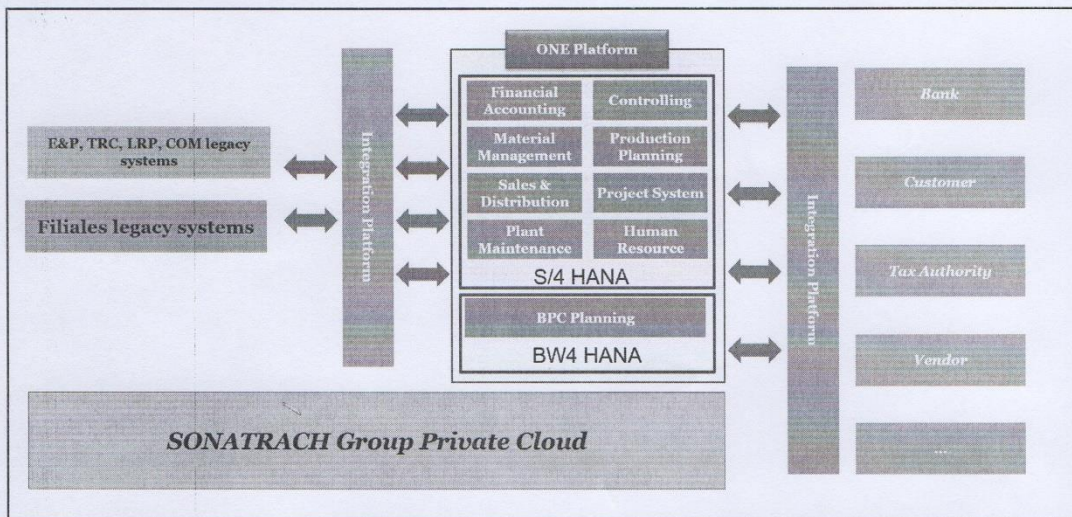 ONE Platform
Financial
Accounting
Controlling
Material
Management
Production
Planning
Sales &
Distribution
Project System
Plant
Maintenance
Human
Resource
S/4 HANA
BPC Planning
BW4 HANA
E&P, TRC, LRP, COM legacy
systems
Filiales legacy systems
Integration Platform
Integration Platform
Bank
Customer
Tax Authority
Vendor
...
SONATRACH Group Private Cloud